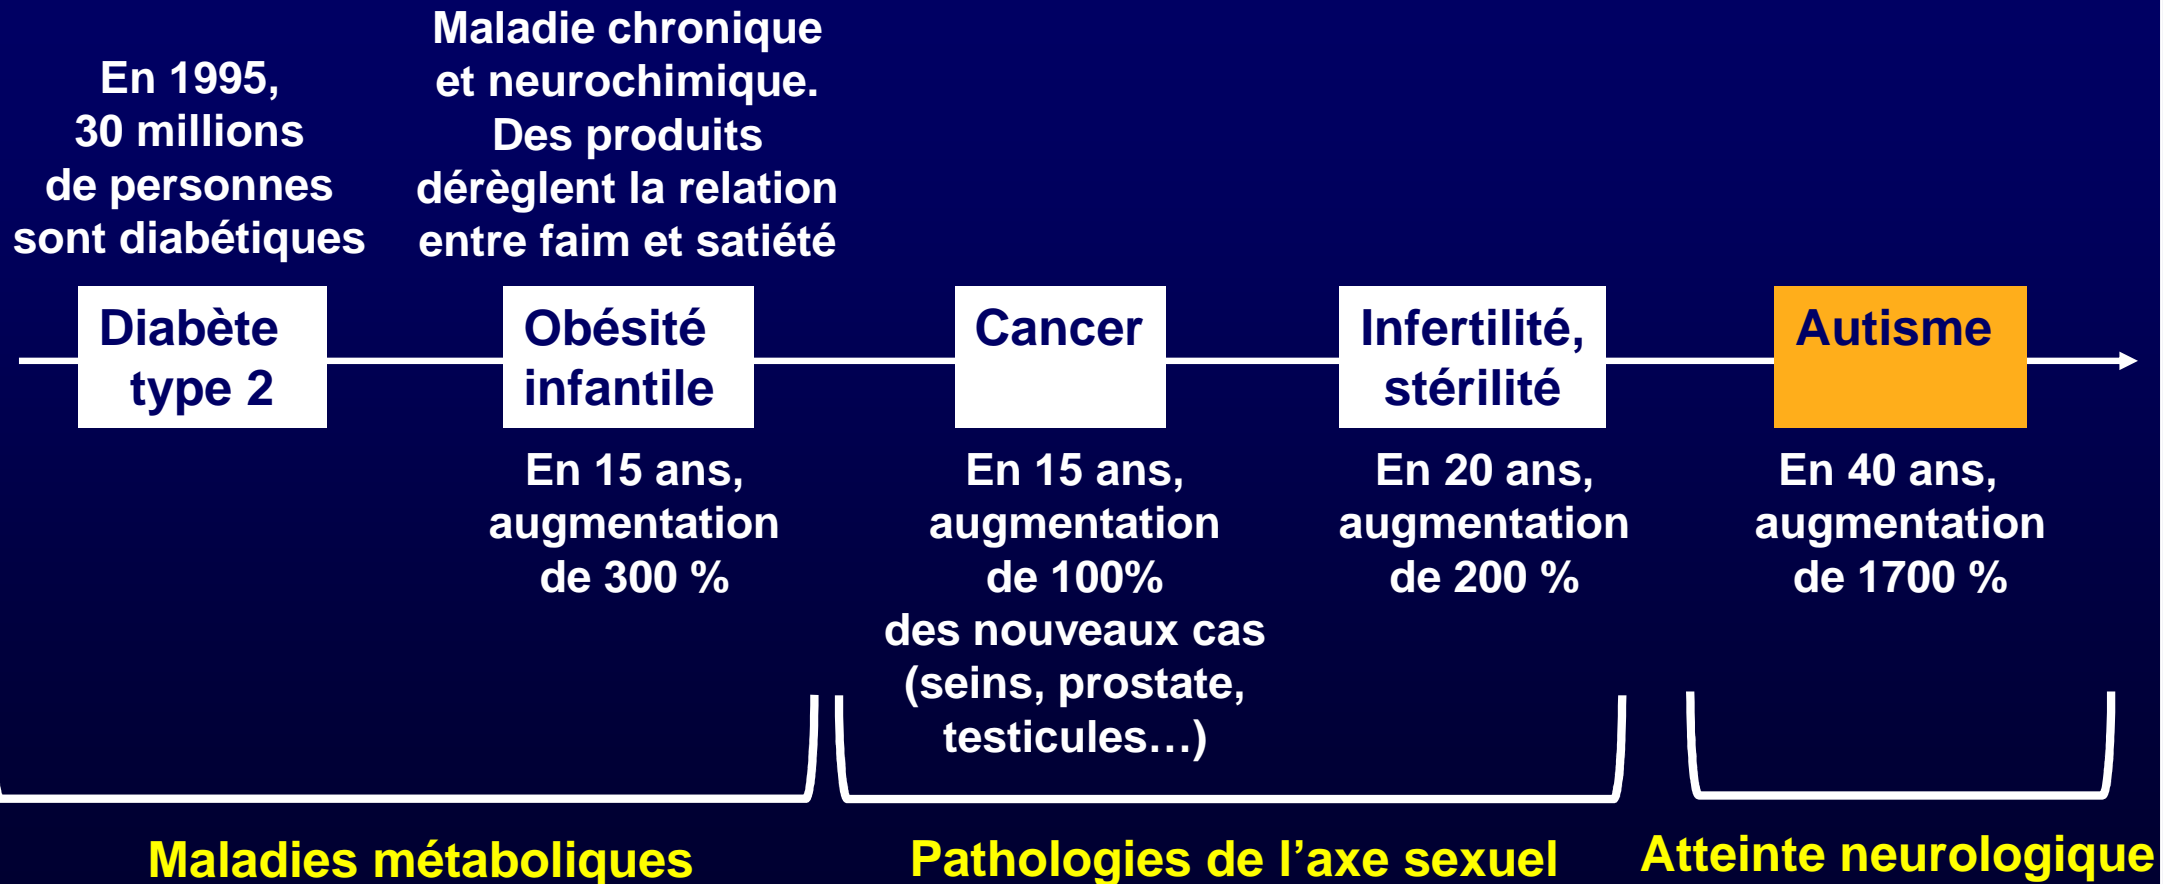 En 1995,
30 millions
de personnes
sont diabétiques
Maladie chronique
et neurochimique.
Des produits
dérèglent la relation
entre faim et satiété
Diabète
type 2
Obésité
infantile
Cancer
Infertilité,
stérilité
Autisme
En 15 ans,
augmentation
de 300 %
En 15 ans,
augmentation
de 100%
des nouveaux cas
(seins, prostate,
testicules…)
En 20 ans,
augmentation
de 200 %
En 40 ans,
augmentation
de 1700 %
Maladies métaboliques
Pathologies de l’axe sexuel
Atteinte neurologique